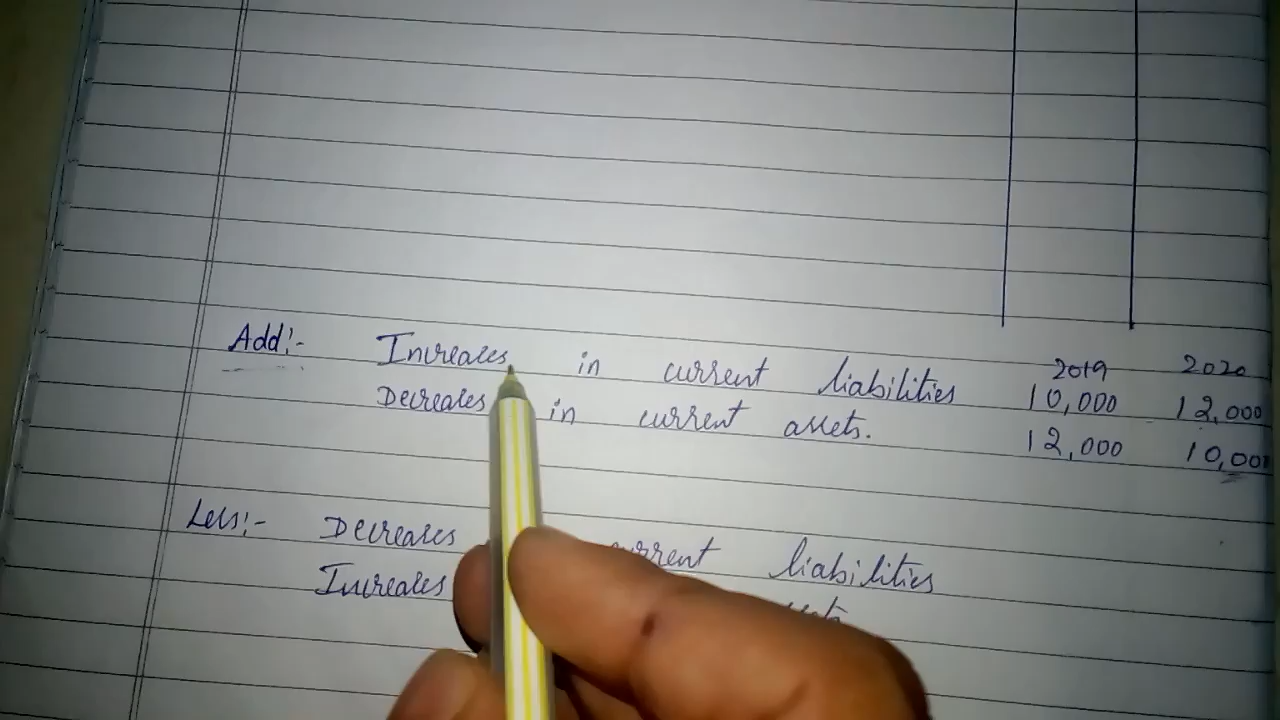 2019 2020
Add:- Increases in current liabilities 10,000 12,000
Decreases in current assets. 12,000 10,000
Less:- Decreases current liabilities
Increases